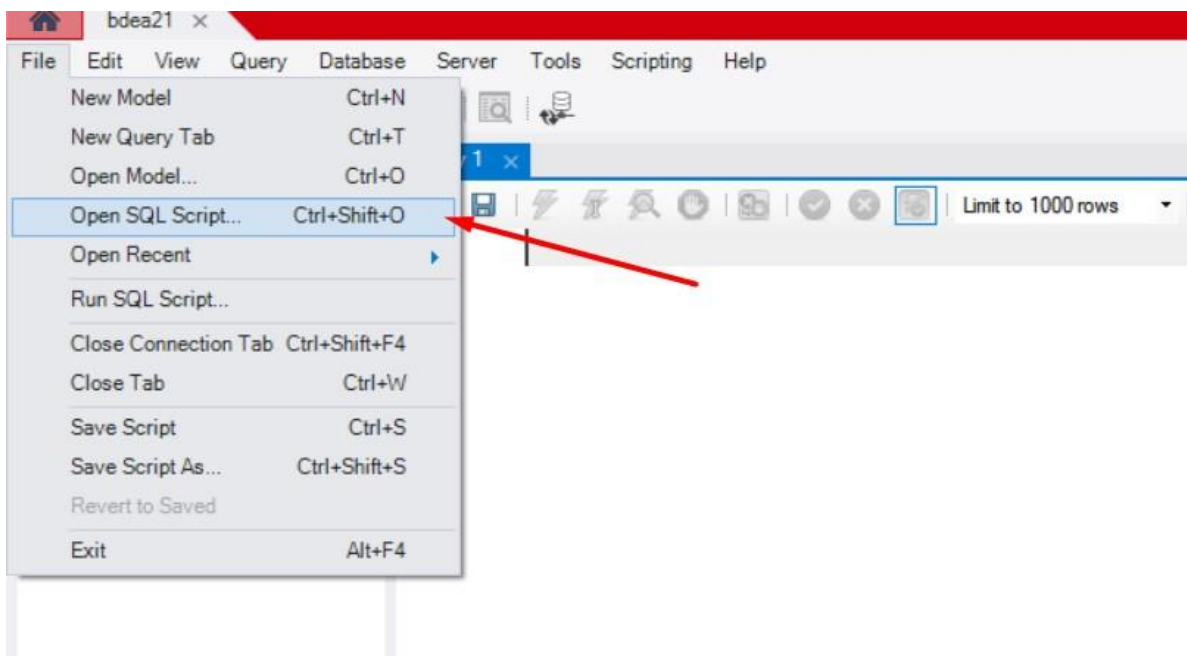 bdea21 ×
File Edit View Query Database Server Tools Scripting Help
New Model Ctrl+N
New Query Tab Ctrl+T
1 ×
Open Model... Ctrl+O
Open SQL Script... Ctrl+Shift+O
Limit to 1000 rows
Open Recent
Run SQL Script...
Close Connection Tab Ctrl+Shift+F4
Close Tab Ctrl+W
Save Script Ctrl+S
Save Script As... Ctrl+Shift+S
Revert to Saved
Exit Alt+F4